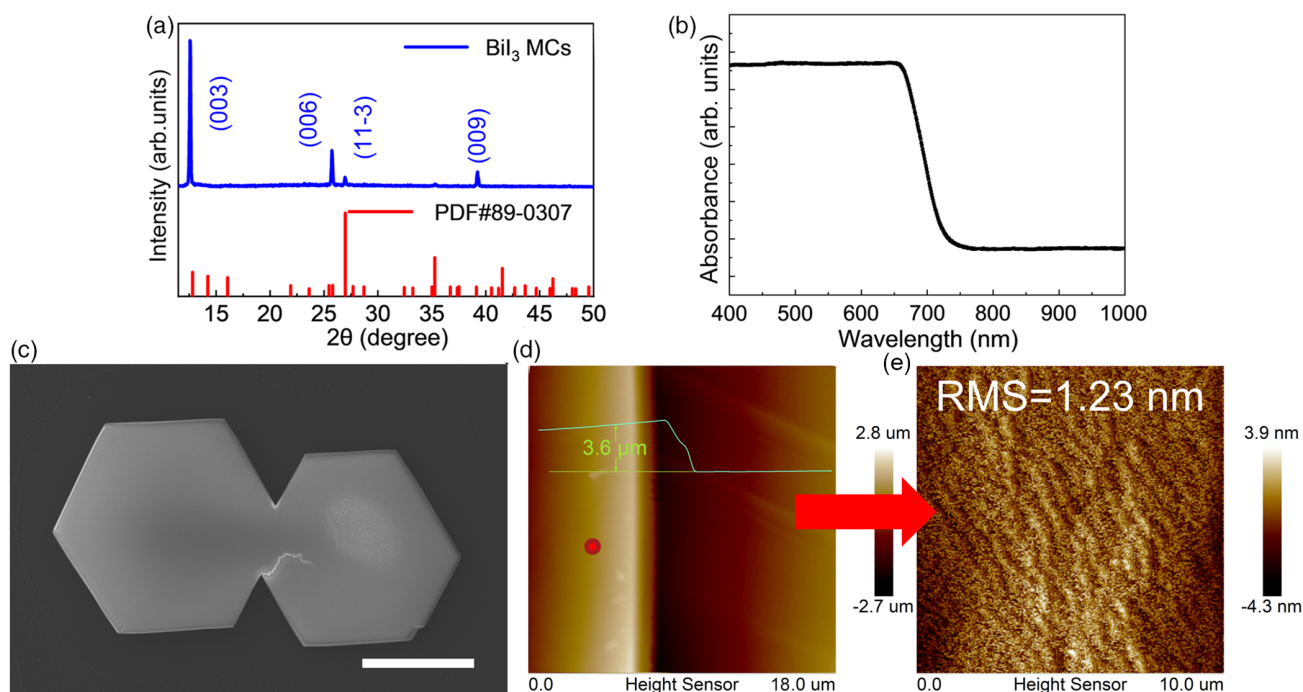 (a)
Intensity (arb.units)
BiI₃ MCs
(003)
(006)
(11-3)
(009)
PDF#89-0307
15 20 25 30 35 40 45 50
2θ (degree)
(b)
Absorbance (arb. units)
400 500 600 700 800 900 1000
Wavelength (nm)
(c)
(d)
3.6 μm
2.8 um
-2.7 um
0.0 Height Sensor 18.0 um
(e)
RMS=1.23 nm
3.9 nm
-4.3 nm
0.0 Height Sensor 10.0 um